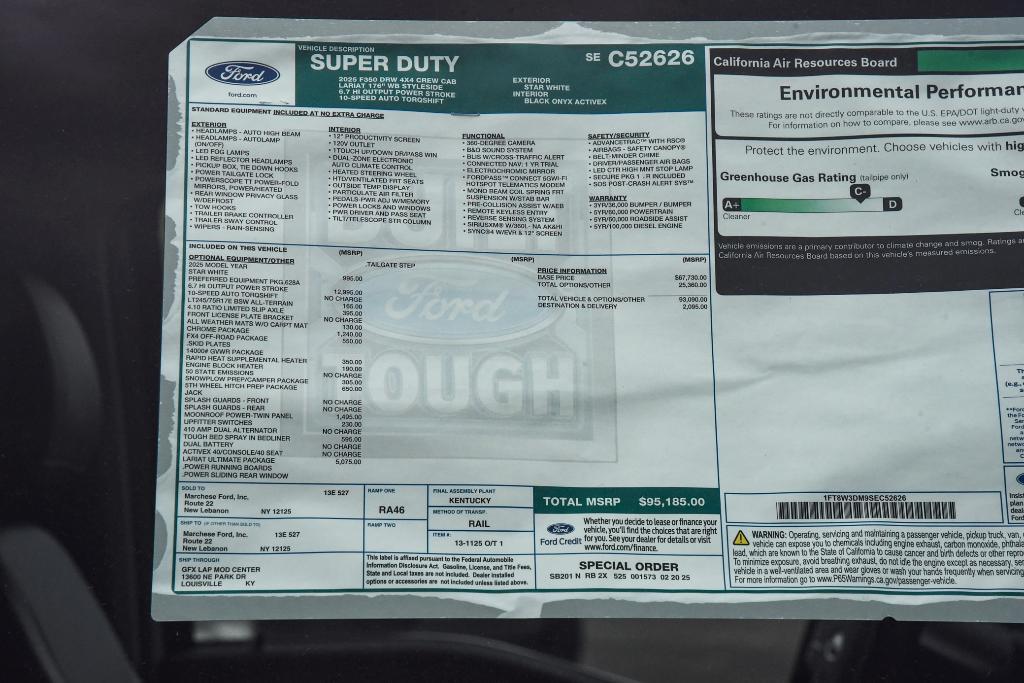 Ford
ford.com
VEHICLE DESCRIPTION
SUPER DUTY
2025 F350 DRW 4X4 CREW CAB
LARIAT 176" WB STYLESIDE
6.7 HI OUTPUT POWER STROKE
10-SPEED AUTO TORQSHIFT
SE C52626
EXTERIOR
STAR WHITE
INTERIOR
BLACK ONYX ACTIVEX
STANDARD EQUIPMENT INCLUDED AT NO EXTRA CHARGE
EXTERIOR
• HEADLAMPS - AUTO HIGH BEAM
• HEADLAMPS - AUTOLAMP
(ON/OFF)
• LED FOG LAMPS
• LED REFLECTOR HEADLAMPS
• PICKUP BOX, TIE DOWN HOOKS
• POWER TAILGATE LOCK
• POWERSCOPE TT POWER-FOLD
MIRRORS, POWER/HEATED
• REAR WINDOW PRIVACY GLASS
W/DEFROST
• TOW HOOKS
• TRAILER BRAKE CONTROLLER
• TRAILER SWAY CONTROL
• WIPERS - RAIN-SENSING
INTERIOR
• 12" PRODUCTIVITY SCREEN
• 120V OUTLET
• 1TOUCH UP/DOWN DR/PASS WIN
• DUAL-ZONE ELECTRONIC
AUTO CLIMATE CONTROL
• HEATED STEERING WHEEL
• HTD/VENTILATED FRT SEATS
• OUTSIDE TEMP DISPLAY
• PARTICULATE AIR FILTER
• PEDALS-PWR ADJ W/MEMORY
• POWER LOCKS AND WINDOWS
• PWR DRIVER AND PASS SEAT
• TILT/TELESCOPE STR COLUMN
FUNCTIONAL
• 360-DEGREE CAMERA
• B&O SOUND SYSTEM
• BLIS W/CROSS-TRAFFIC ALERT
• CONNECTED NAV: 1 YR TRIAL
• ELECTROCHROMIC MIRROR
• FORDPASS™ CONNECT 5GWI-FI
HOTSPOT TELEMATICS MODEM
• MONO BEAM COIL SPRING FRT
SUSPENSION W/STAB BAR
• PRE-COLLISION ASSIST W/AEB
• REMOTE KEYLESS ENTRY
• REVERSE SENSING SYSTEM
• SIRIUSXM® W/360L- NA AK&HI
• SYNC®4 W/EVR & 12" SCREEN
SAFETY/SECURITY
• ADVANCETRAC™ WITH RSC®
• AIRBAGS - SAFETY CANOPY®
• BELT-MINDER CHIME
• DRIVER/PASSENGER AIR BAGS
• LED CTR HIGH MNT STOP LAMP
• SECURE PKG 1 . R INCLUDED
• SOS POST-CRASH ALERT SYS™
WARRANTY
• 3YR/36,000 BUMPER / BUMPER
• 5YR/60,000 POWERTRAIN
• 5YR/60,000 ROADSIDE ASSIST
• 5YR/100,000 DIESEL ENGINE
INCLUDED ON THIS VEHICLE
(MSRP)
OPTIONAL EQUIPMENT/OTHER
2025 MODEL YEAR
STAR WHITE 995.00
PREFERRED EQUIPMENT PKG.628A
6.7 HI OUTPUT POWER STROKE 12,995.00
10-SPEED AUTO TORQSHIFT NO CHARGE
LT245/75R17E BSW ALL-TERRAIN 165.00
4.10 RATIO LIMITED SLIP AXLE 395.00
FRONT LICENSE PLATE BRACKET NO CHARGE
ALL WEATHER MATS W/O CARPT MAT 130.00
CHROME PACKAGE 1,240.00
FX4 OFF-ROAD PACKAGE 550.00
.SKID PLATES
14000# GVWR PACKAGE
RAPID HEAT SUPPLEMENTAL HEATER 350.00
ENGINE BLOCK HEATER 190.00
50 STATE EMISSIONS NO CHARGE
SNOWPLOW PREP/CAMPER PACKAGE 305.00
5TH WHEEL HITCH PREP PACKAGE 650.00
JACK
SPLASH GUARDS - FRONT NO CHARGE
SPLASH GUARDS - REAR NO CHARGE
MOONROOF POWER-TWIN PANEL 1,495.00
UPFITTER SWITCHES 230.00
410 AMP DUAL ALTERNATOR NO CHARGE
TOUGH BED SPRAY IN BEDLINER 595.00
DUAL BATTERY NO CHARGE
ACTIVEX 40/CONSOLE/40 SEAT NO CHARGE
LARIAT ULTIMATE PACKAGE 5,075.00
.POWER RUNNING BOARDS
.POWER SLIDING REAR WINDOW
(MSRP)
.TAILGATE STEP
Ford
TOUGH
(MSRP)
PRICE INFORMATION
BASE PRICE $67,730.00
TOTAL OPTIONS/OTHER 25,360.00
TOTAL VEHICLE & OPTIONS/OTHER 93,090.00
DESTINATION & DELIVERY 2,095.00
SOLD TO
13E 527
Marchese Ford, Inc.
Route 22
New Lebanon NY 12125
SHIP TO (IF OTHER THAN SOLD TO)
13E 527
Marchese Ford, Inc.
Route 22
New Lebanon NY 12125
SHIP THROUGH
GFX LAP MOD CENTER
13600 NE PARK DR
LOUISVILLE KY
RAMP ONE
RA46
RAMP TWO
FINAL ASSEMBLY PLANT
KENTUCKY
METHOD OF TRANSP.
RAIL
ITEM #:
13-1125 O/T 1
This label is affixed pursuant to the Federal Automobile
Information Disclosure Act. Gasoline, License, and Title Fees,
State and Local taxes are not included. Dealer installed
options or accessories are not included unless listed above.
TOTAL MSRP $95,185.00
Ford
Ford Credit
Whether you decide to lease or finance your
vehicle, you'll find the choices that are right
for you. See your dealer for details or visit
www.ford.com/finance.
SPECIAL ORDER
SB201 N RB 2X 525 001573 02 20 25
California Air Resources Board
Environmental Performan
These ratings are not directly comparable to the U.S. EPA/DOT light-duty
For information on how to compare, please see www.arb.ca.gov
Protect the environment. Choose vehicles with hig
Greenhouse Gas Rating (tailpipe only)
Smog
C-
A+
D
Cleaner
Cle
Vehicle emissions are a primary contributor to climate change and smog. Ratings a
California Air Resources Board based on this vehicle's measured emissions.
1FT8W3DM9SEC52626
WARNING: Operating, servicing and maintaining a passenger vehicle, pickup truck, van,
vehicle can expose you to chemicals including engine exhaust, carbon monoxide, phthala
lead, which are known to the State of California to cause cancer and birth defects or other repro
To minimize exposure, avoid breathing exhaust, do not idle the engine except as necessary, ser
vehicle in a well-ventilated area and wear gloves or wash your hands frequently when servicing
For more information go to www.P65Warnings.ca.gov/passenger-vehicle.